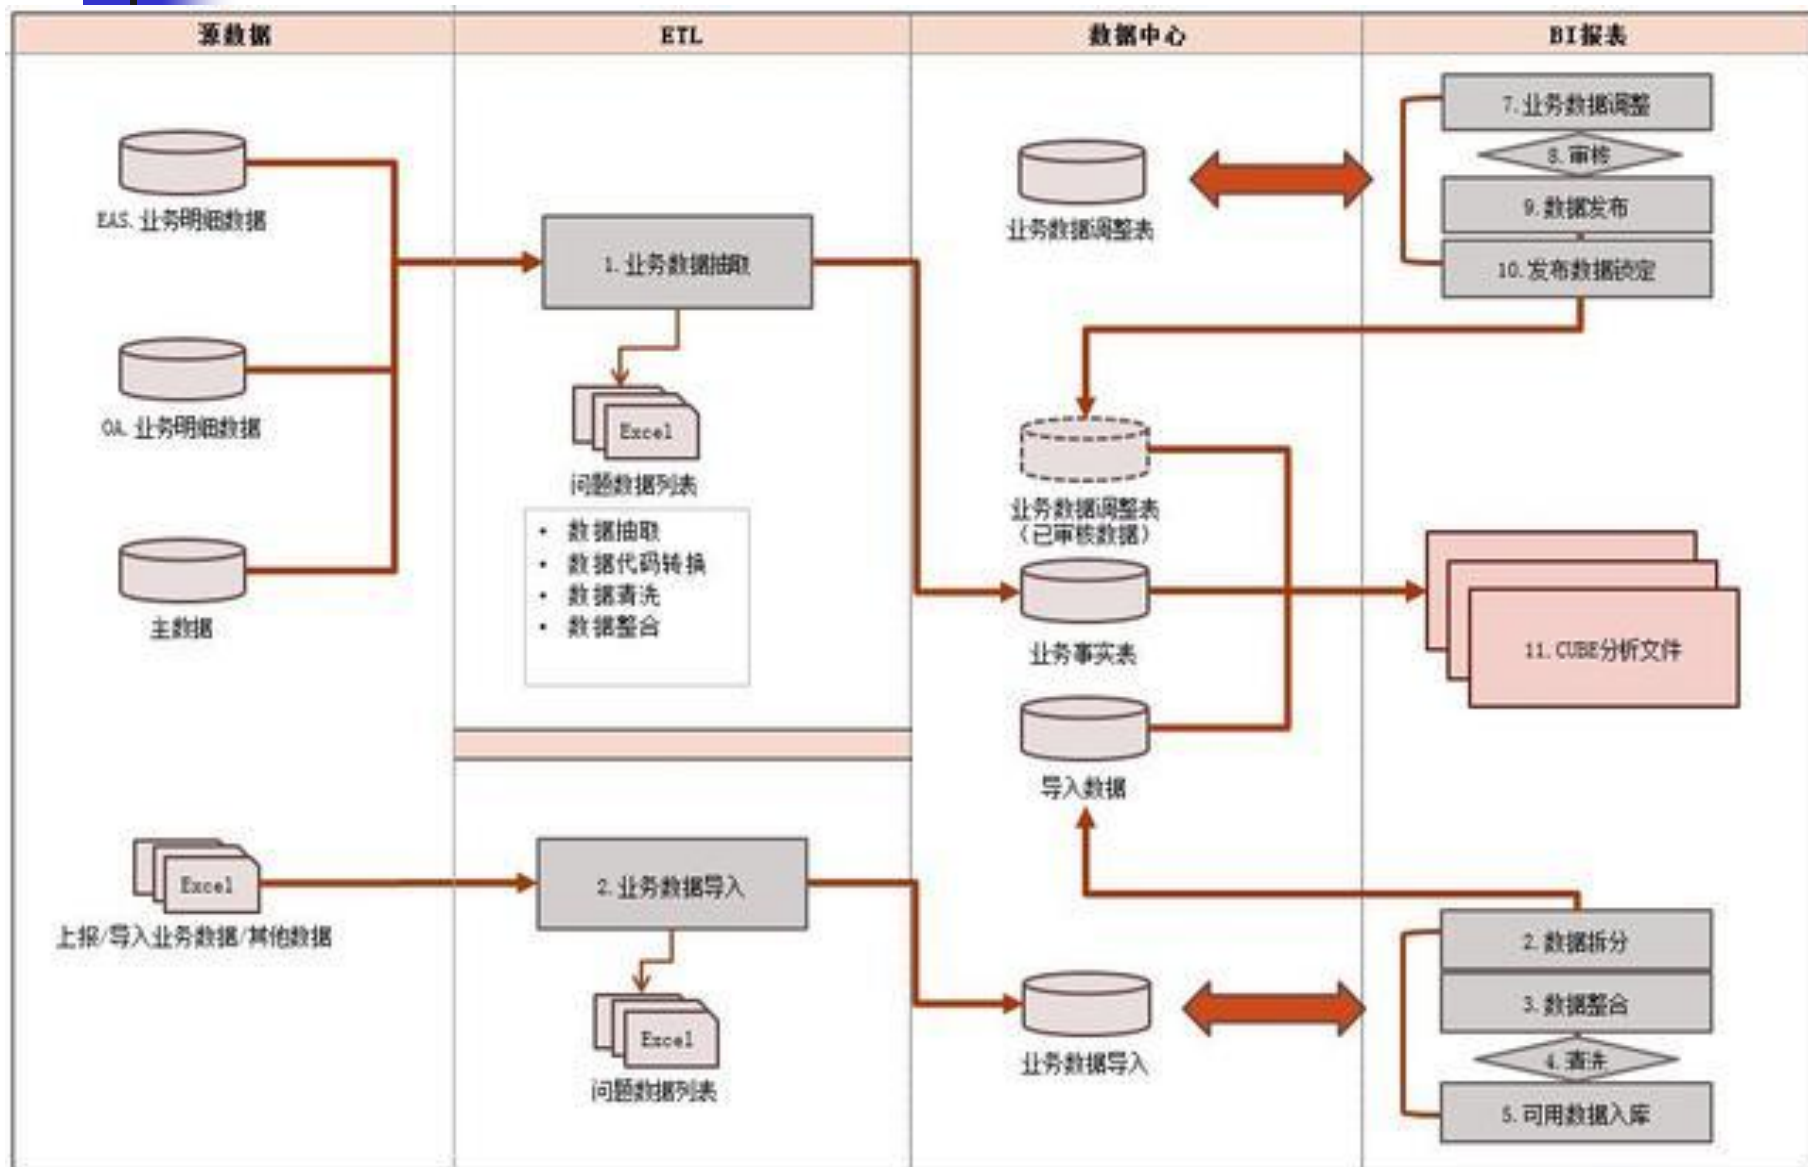 源数据
ETL
数据中心
BI报表
EAS.业务明细数据
OA.业务明细数据
主数据
1.业务数据抽取
Excel
问题数据列表
• 数据抽取
• 数据代码转换
• 数据清洗
• 数据整合
业务数据调整表
7.业务数据调整
8.审核
9.数据发布
10.发布数据锁定
业务数据调整表
（已审核数据）
业务事实表
导入数据
11.CUBE分析文件
Excel
上报/导入业务数据/其他数据
2.业务数据导入
Excel
问题数据列表
业务数据导入
2.数据拆分
3.数据整合
4.清洗
5.可用数据入库